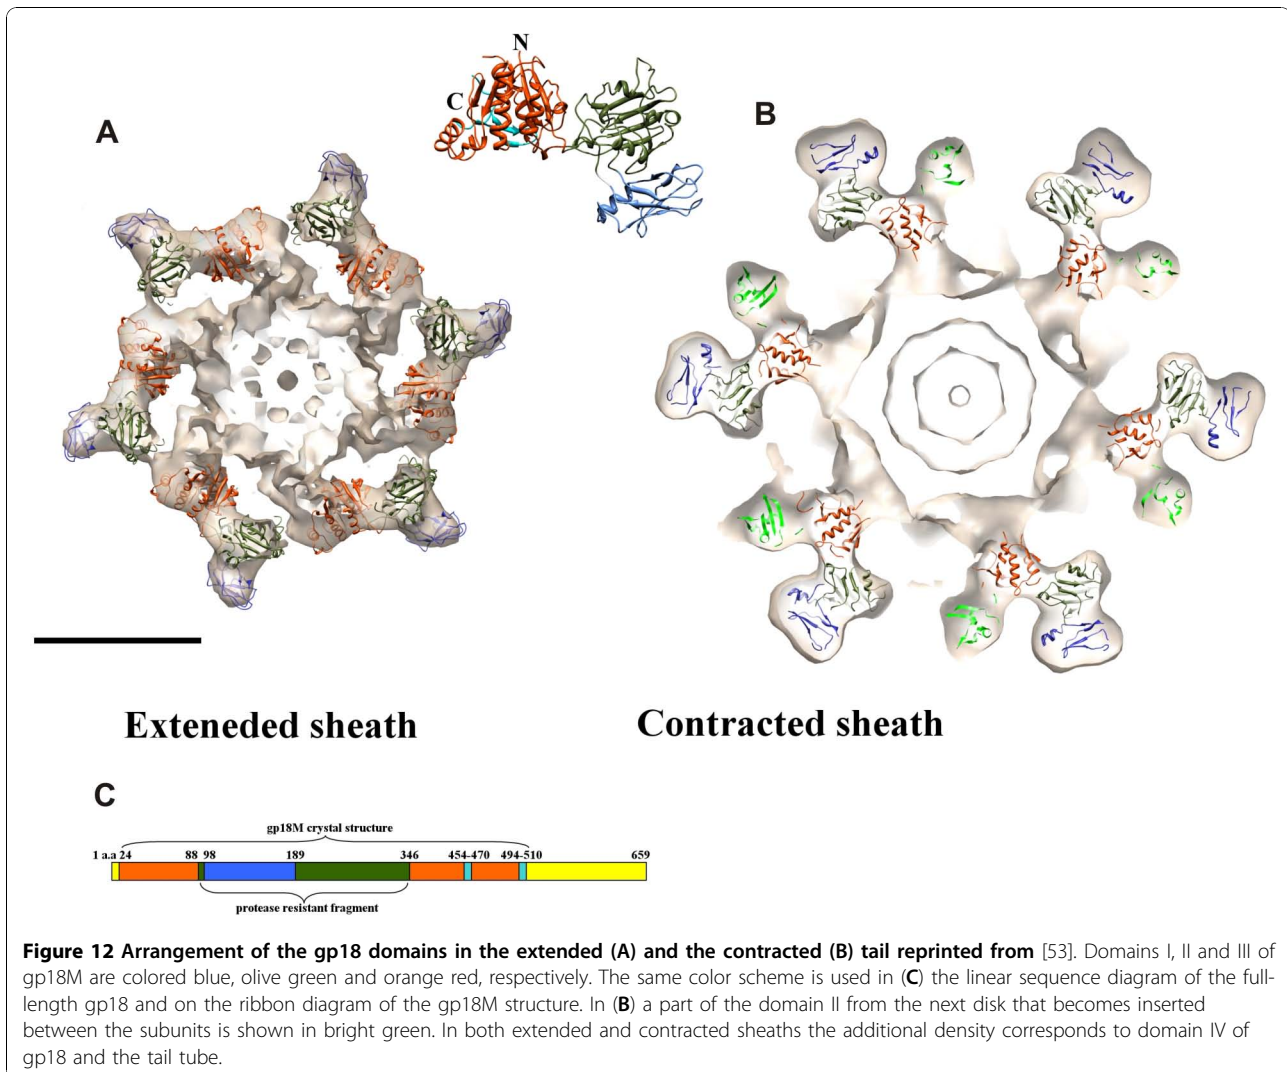 N
C
A
B
Exteneded sheath
Contracted sheath
C
gp18M crystal structure
1 a.a 24 88 98 189 346 454-470 494-510 659
protease resistant fragment
Figure 12 Arrangement of the gp18 domains in the extended (A) and the contracted (B) tail reprinted from [53]. Domains I, II and III of
gp18M are colored blue, olive green and orange red, respectively. The same color scheme is used in (C) the linear sequence diagram of the full-
length gp18 and on the ribbon diagram of the gp18M structure. In (B) a part of the domain II from the next disk that becomes inserted
between the subunits is shown in bright green. In both extended and contracted sheaths the additional density corresponds to domain IV of
gp18 and the tail tube.